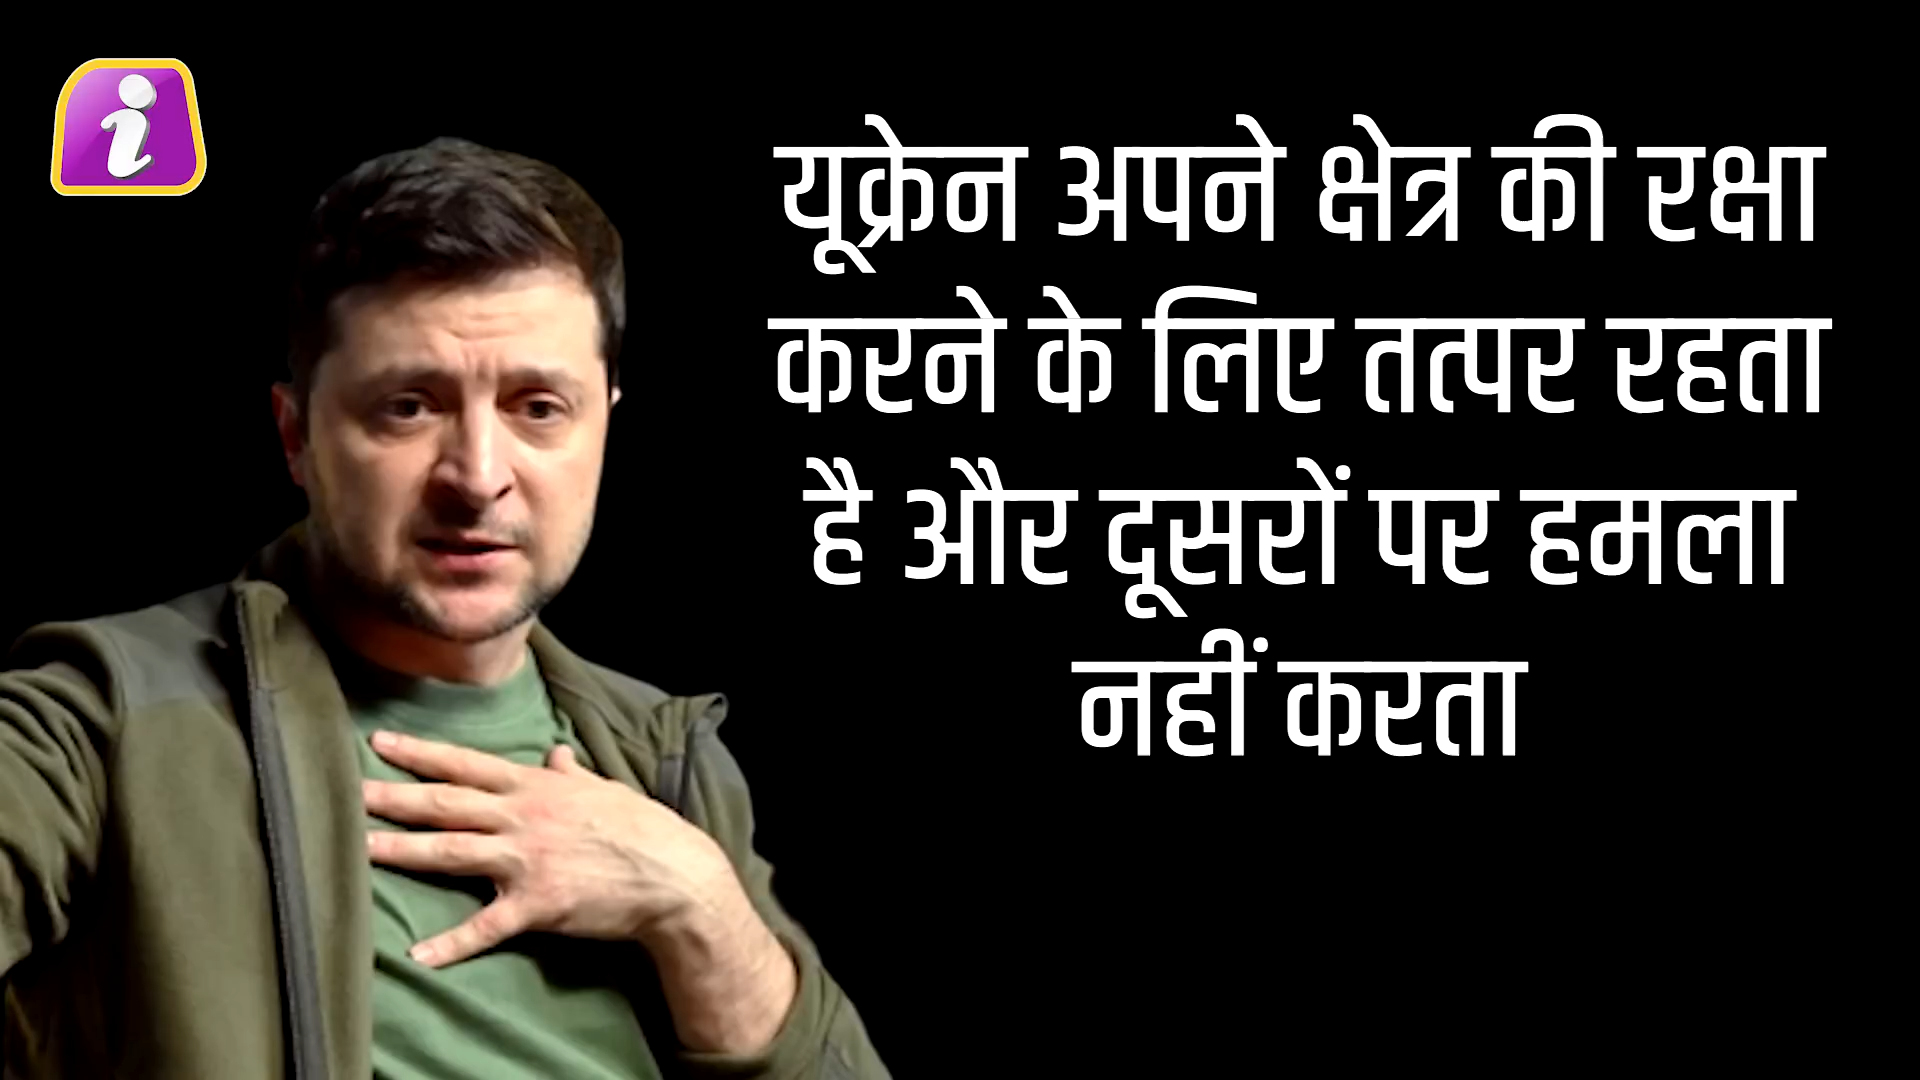 यूक्रेन अपने क्षेत्र की रक्षा
करने के लिए तत्पर रहता
है और दूसरों पर हमला
नहीं करता